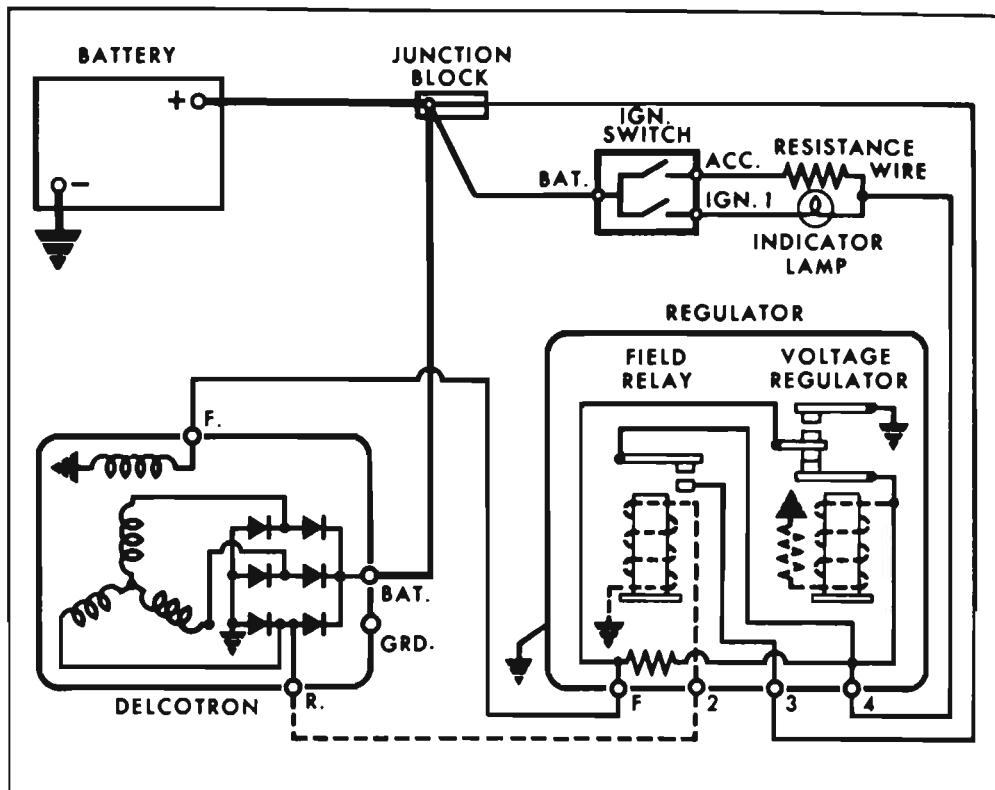 BATTERY
+
-
JUNCTION
BLOCK
IGN.
SWITCH
BAT.
ACC.
IGN. 1
RESISTANCE
WIRE
INDICATOR
LAMP
REGULATOR
FIELD
RELAY
VOLTAGE
REGULATOR
F.
BAT.
GRD.
DELCOTRON
R.
F
2
3
4